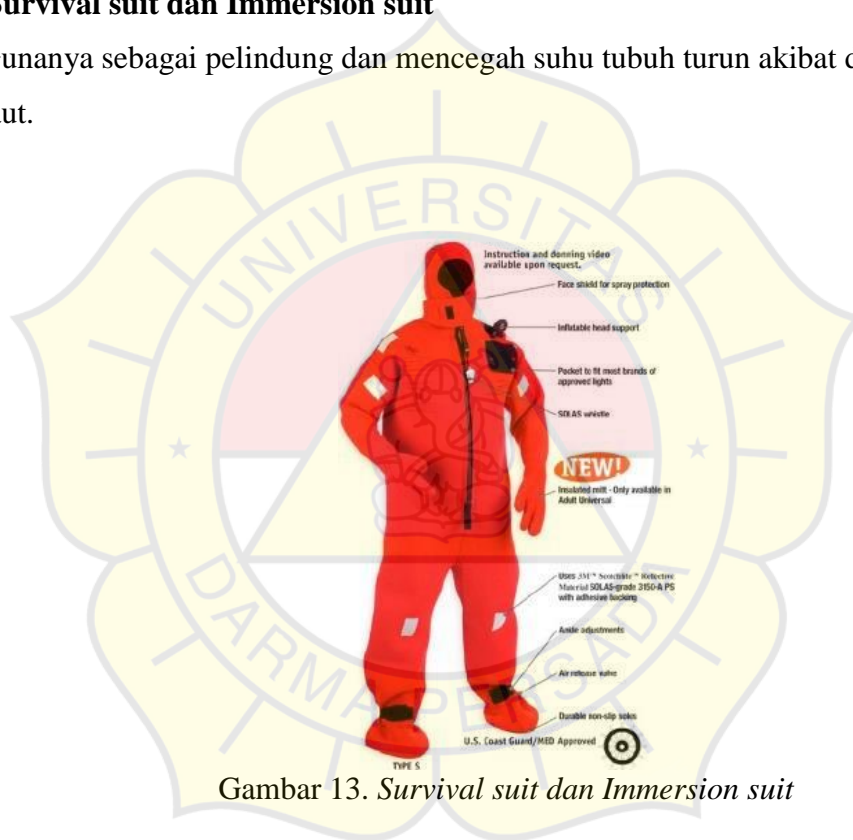 Survival suit dan Immersion suit
unanya sebagai pelindung dan mencegah suhu tubuh turun akibat d
ut.
UNIVERSITAS
Instruction and donning video
available upon request.
Face shield for spray protection
Inflatable head support
Pocket to fit most brands of
approved lights
SOLAS whistle
NEW!
Insulated mitt - Only available in
Adult Universal
Uses 3M™ Scotchlite™ Reflective
Material SOLAS-grade 3150-A PS
with adhesive backing
Ankle adjustments
Air release valve
Durable non-slip soles
U.S. Coast Guard/MED Approved
TYPE S
DARMA PERSADA
Gambar 13. Survival suit dan Immersion suit